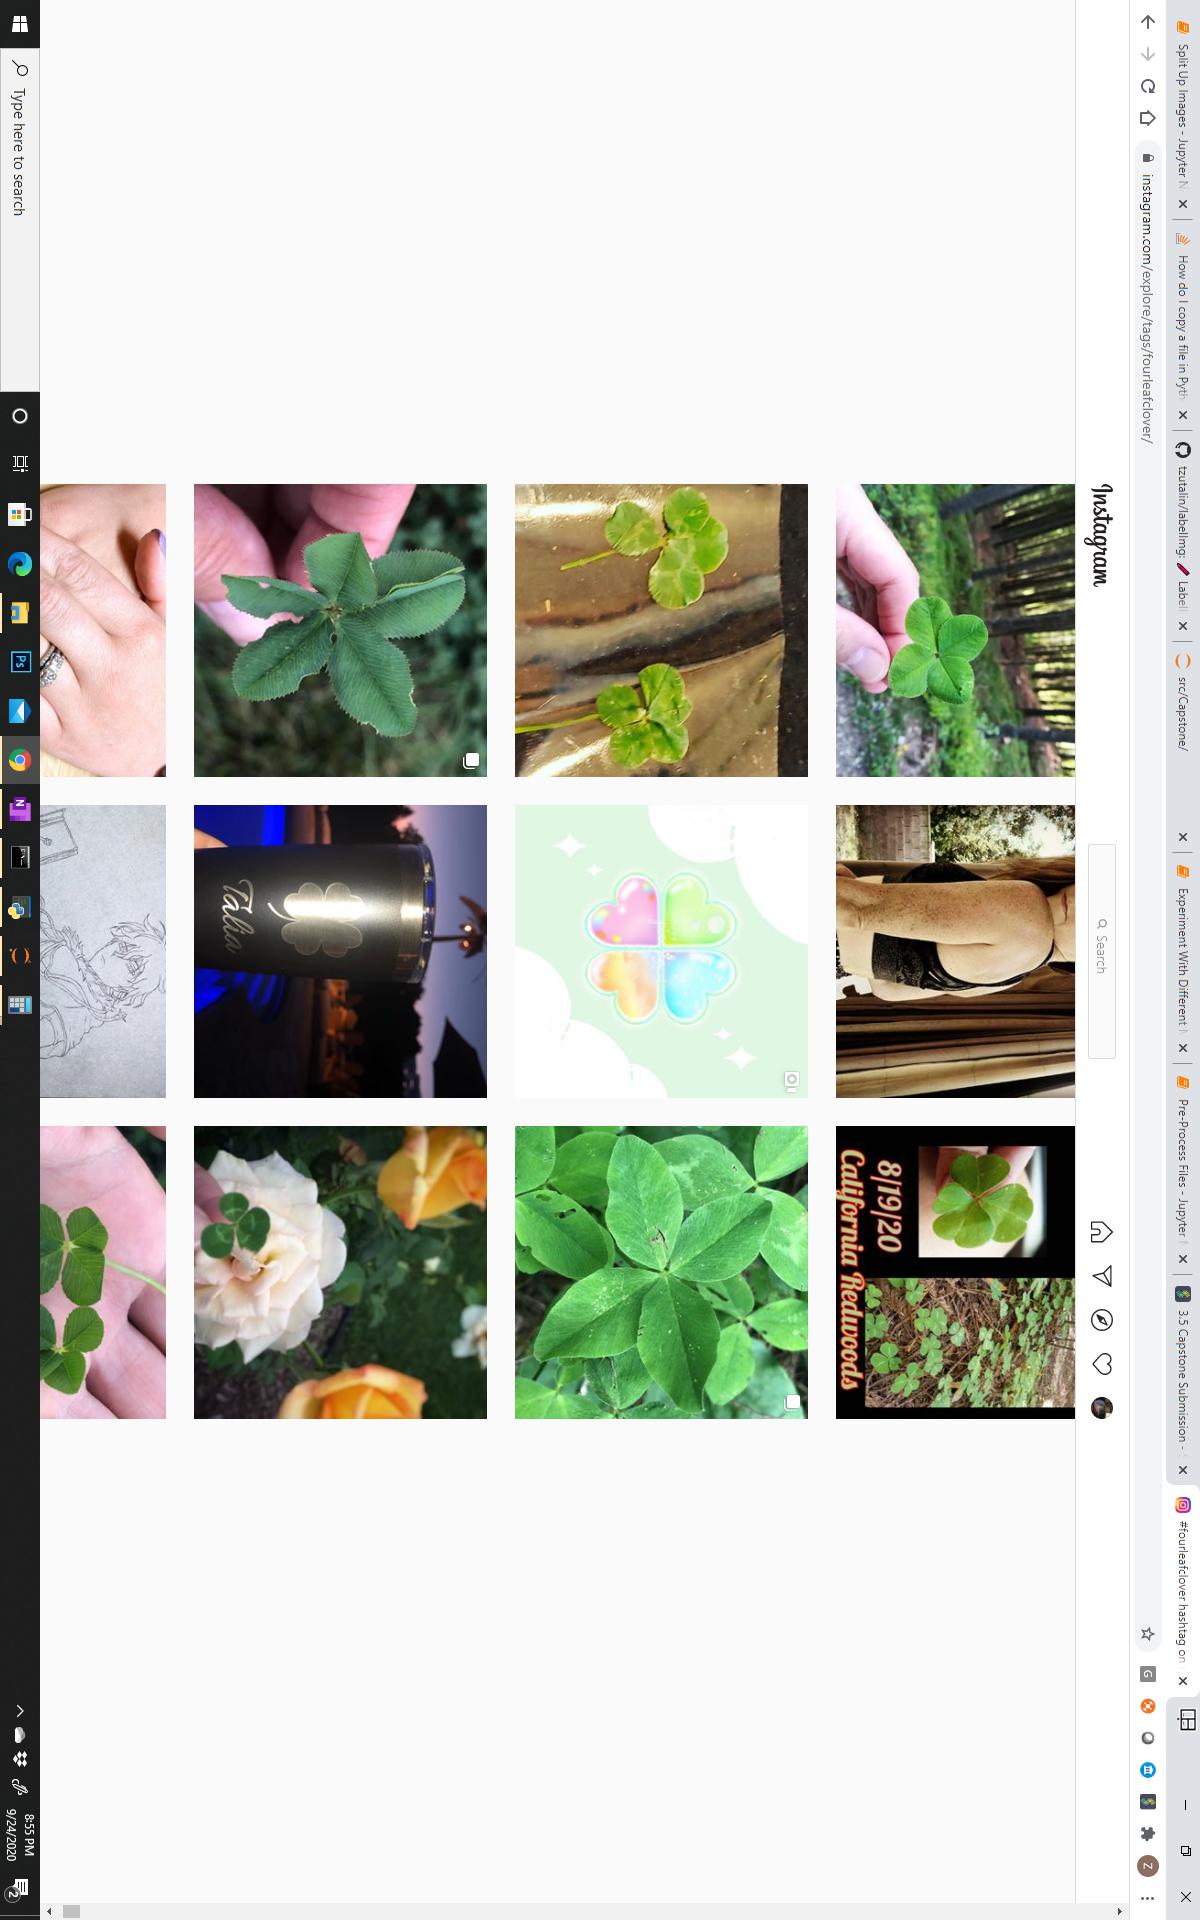 Split Up Images - Jupyter N
How do I copy a file in Pyth
tzutalin/labelImg: Label
src/Capstone/
Experiment With Different
Pre-Process Files - Jupyter
3.5 Capstone Submission -
#fourleafclover hashtag on
instagram.com/explore/tags/fourleafclover/
G
Z
Instagram
Search
8/19/20
California Redwoods
Talia
Type here to search
Ps
N
8:55 PM
9/24/2020
2